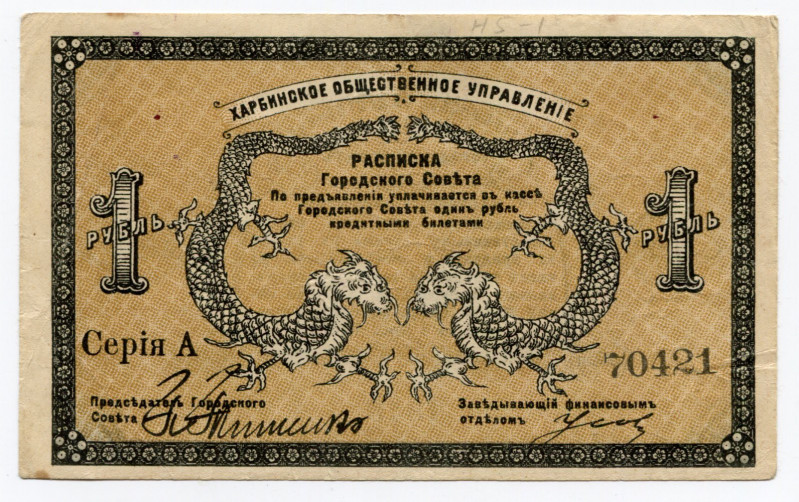 ХАРБИНСКОЕ ОБЩЕСТВЕННОЕ УПРАВЛЕНІЕ
РАСПИСКА
Городского Совѣта
По предъявленіи уплачивается въ кассѣ
Городского Совѣта одинъ рубль
кредитными билетами
1 РУБЛЬ
1 РУБЛЬ
Серія А
70421
Предсѣдатель Городского
Совѣта
Завѣдывающій финансовымъ
отдѣломъ